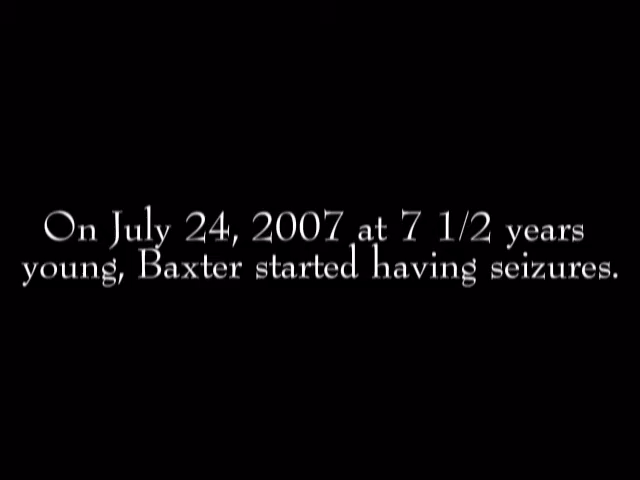 On July 24, 2007 at 7 1/2 years
young, Baxter started having seizures.